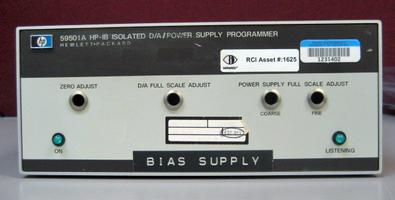 hp
59501A HP-IB ISOLATED D/A/POWER SUPPLY PROGRAMMER
HEWLETT•PACKARD
RCI Asset #:1625
1231402
ZERO ADJUST
D/A FULL SCALE ADJUST
POWER SUPPLY FULL SCALE ADJUST
COARSE
FINE
ON
LISTENING
BIAS SUPPLY